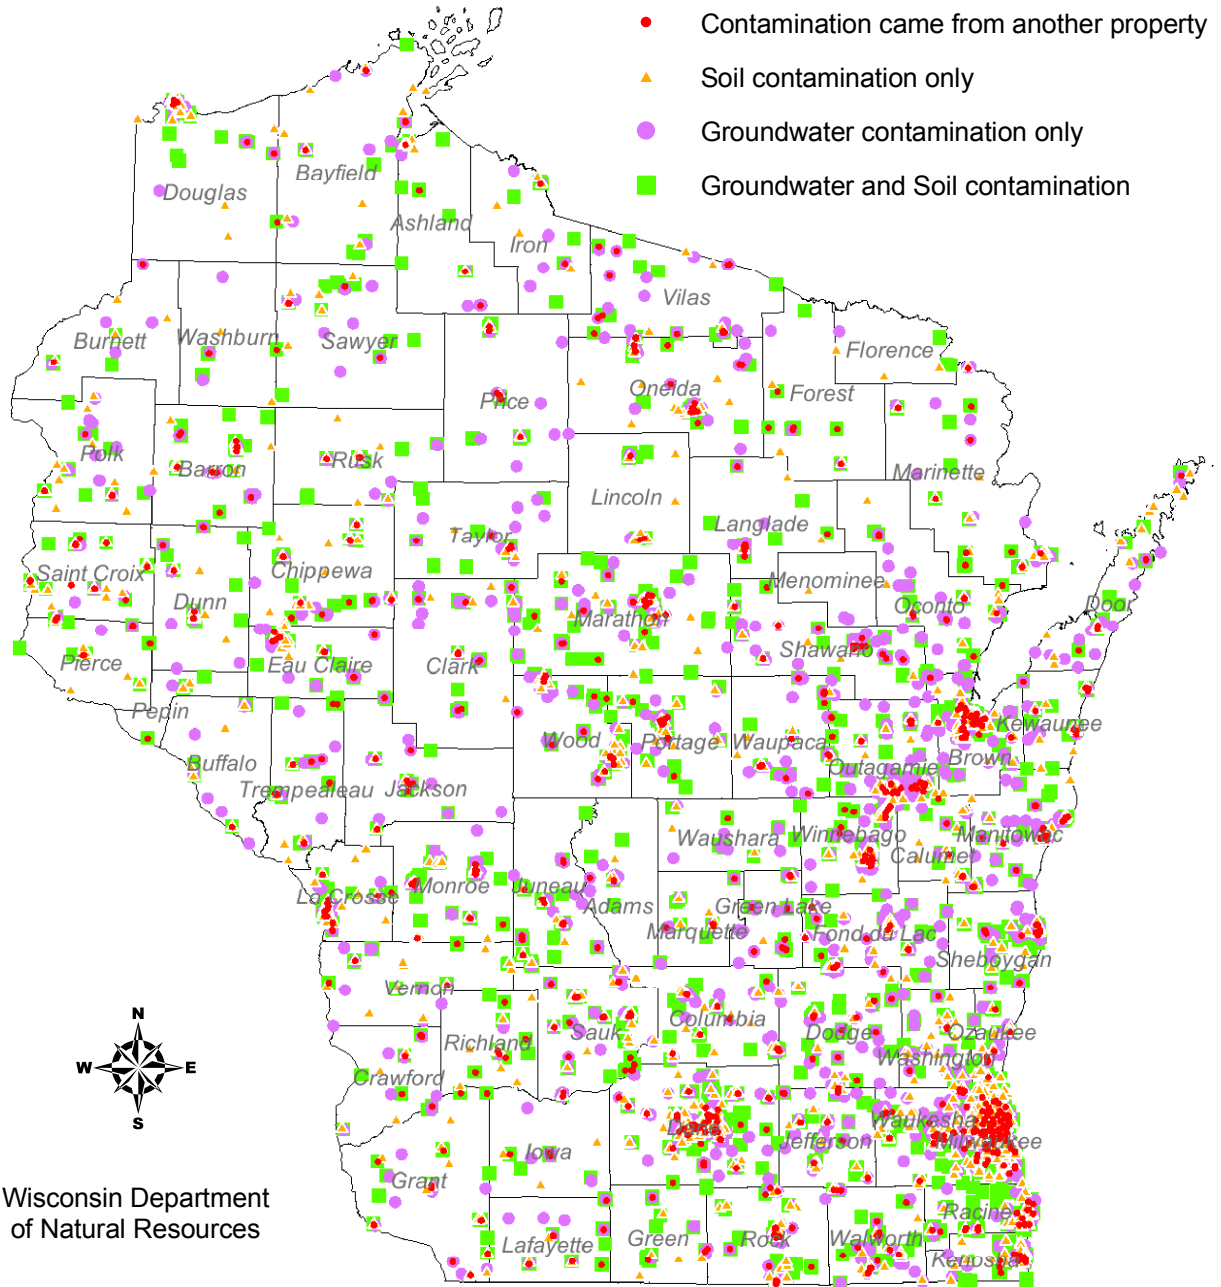 Contamination came from another property
Soil contamination only
Groundwater contamination only
Groundwater and Soil contamination
Douglas
Bayfield
Ashland
Iron
Vilas
Burnett
Washburn
Sawyer
Florence
Price
Oneida
Forest
Polk
Barron
Rusk
Marinette
Lincoln
Langlade
Taylor
Saint Croix
Chippewa
Menominee
Dunn
Marathon
Oconto
Door
Pierce
Eau Claire
Clark
Shawano
Pepin
Kewaunee
Wood
Portage
Waupaca
Brown
Buffalo
Outagamie
Trempealeau
Jackson
Waushara
Winnebago
Manitowoc
Calumet
Monroe
Juneau
La Crosse
Adams
Green Lake
Marquette
Fond du Lac
Sheboygan
Vernon
Columbia
Sauk
Dodge
Ozaukee
Richland
Washington
Crawford
Dane
Waukesha
Jefferson
Milwaukee
Iowa
Grant
Racine
Lafayette
Green
Rock
Walworth
Kenosha
N
W
E
S
Wisconsin Department
of Natural Resources